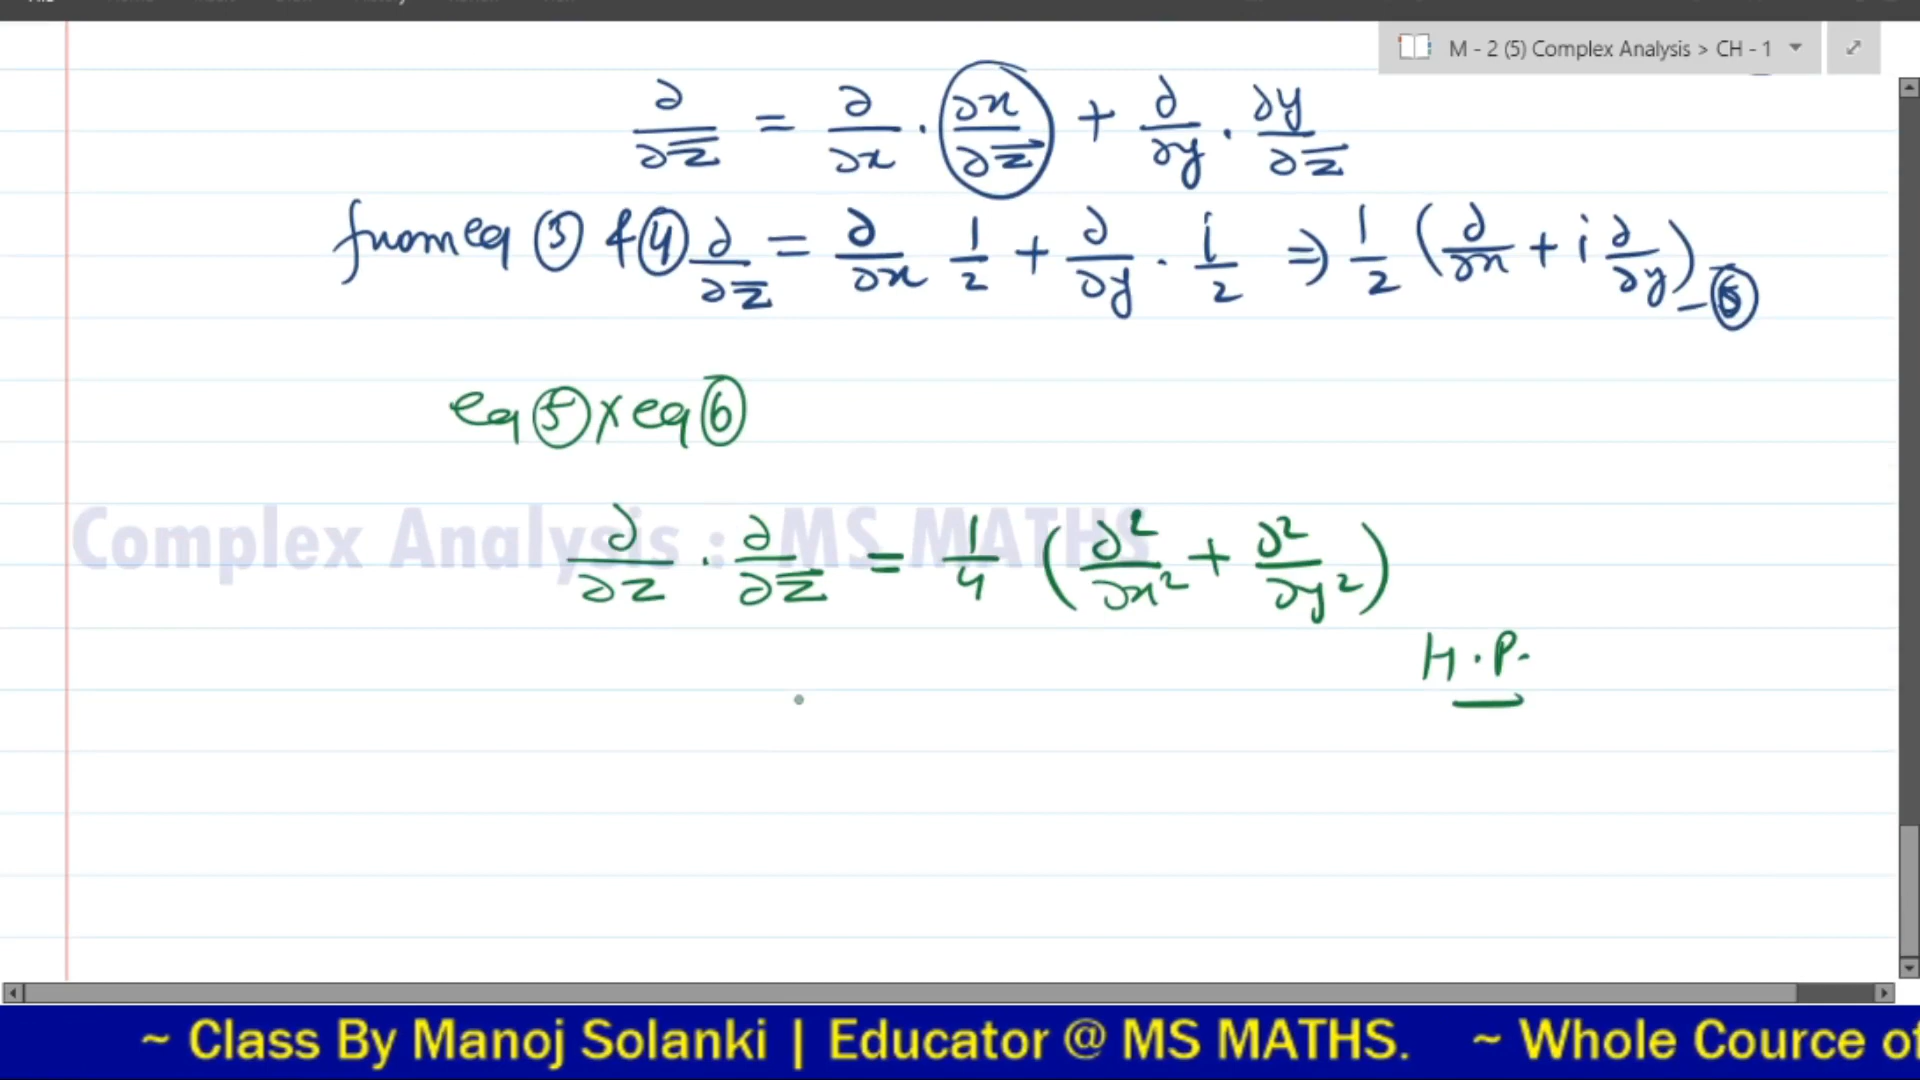 M - 2 (5) Complex Analysis > CH - 1
∂/∂z̅ = ∂/∂x · ∂x/∂z̅ + ∂/∂y · ∂y/∂z̅
from eq ③ & ④ ∂/∂z̅ = ∂/∂x 1/2 + ∂/∂y · i/2 ⇒ 1/2 (∂/∂x + i ∂/∂y) – ⑥
eq ⑤ × eq ⑥
Complex Analysis : MS MATHS
∂/∂z · ∂/∂z̅ = 1/4 (∂²/∂x² + ∂²/∂y²)
H.P.
~ Class By Manoj Solanki | Educator @ MS MATHS. ~ Whole Cource of